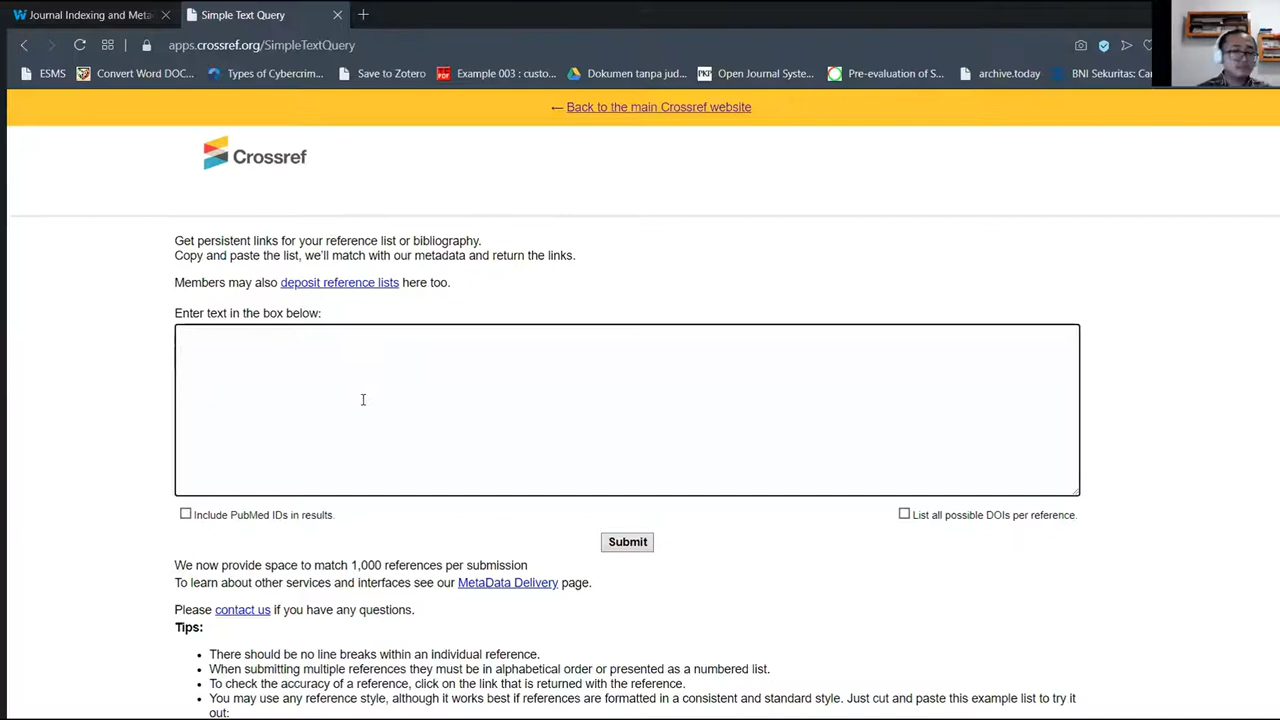 Journal Indexing and Meta
Simple Text Query
apps.crossref.org/SimpleTextQuery
ESMS
Convert Word DOC...
Types of Cybercrim...
Save to Zotero
Example 003 : custo...
Dokumen tanpa jud...
PKP
Open Journal Syste...
Pre-evaluation of S...
archive.today
BNI Sekuritas: Ca
← Back to the main Crossref website
Crossref
Get persistent links for your reference list or bibliography.
Copy and paste the list, we'll match with our metadata and return the links.
Members may also deposit reference lists here too.
Enter text in the box below:
Include PubMed IDs in results.
List all possible DOIs per reference.
Submit
We now provide space to match 1,000 references per submission
To learn about other services and interfaces see our MetaData Delivery page.
Please contact us if you have any questions.
Tips:
• There should be no line breaks within an individual reference.
• When submitting multiple references they must be in alphabetical order or presented as a numbered list.
• To check the accuracy of a reference, click on the link that is returned with the reference.
• You may use any reference style, although it works best if references are formatted in a consistent and standard style. Just cut and paste this example list to try it
out: